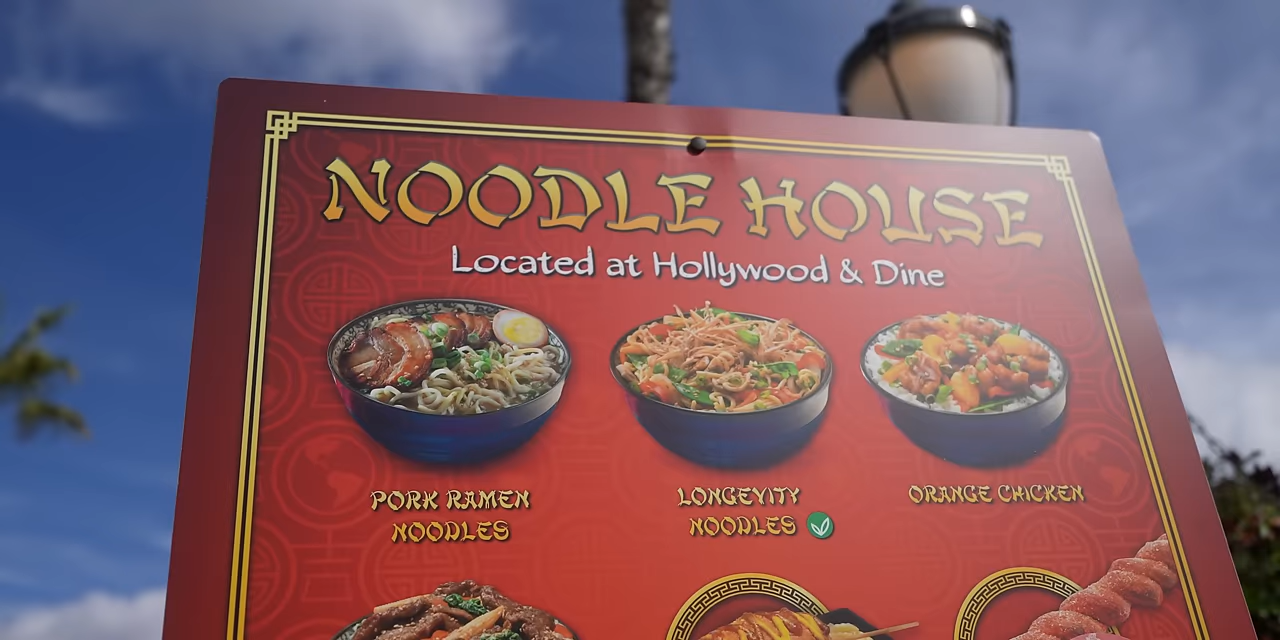 NOODLE HOUSE
Located at Hollywood & Dine
PORK RAMEN
NOODLES
LONGEVITY
NOODLES
ORANGE CHICKEN